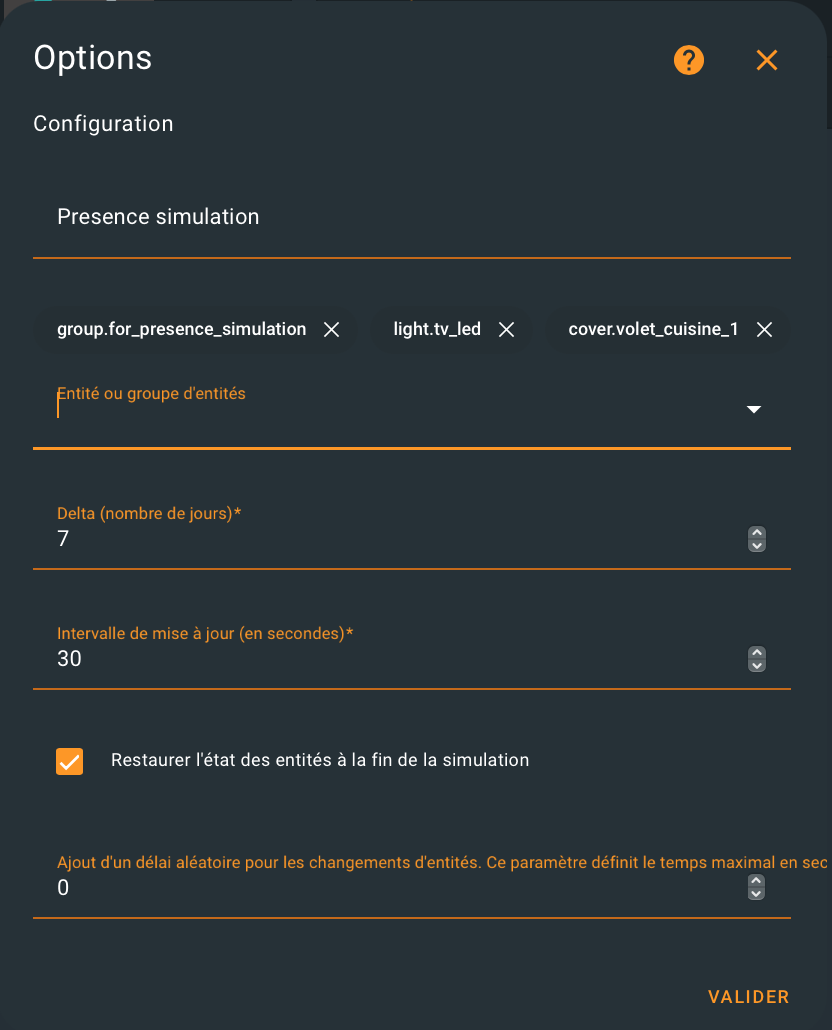 Options
?
Configuration
Presence simulation
group.for_presence_simulation light.tv_led cover.volet_cuisine_1
Entité ou groupe d'entités
Delta (nombre de jours)*
7
Intervalle de mise à jour (en secondes)*
30
Restaurer l'état des entités à la fin de la simulation
Ajout d'un délai aléatoire pour les changements d'entités. Ce paramètre définit le temps maximal en sec
0
VALIDER